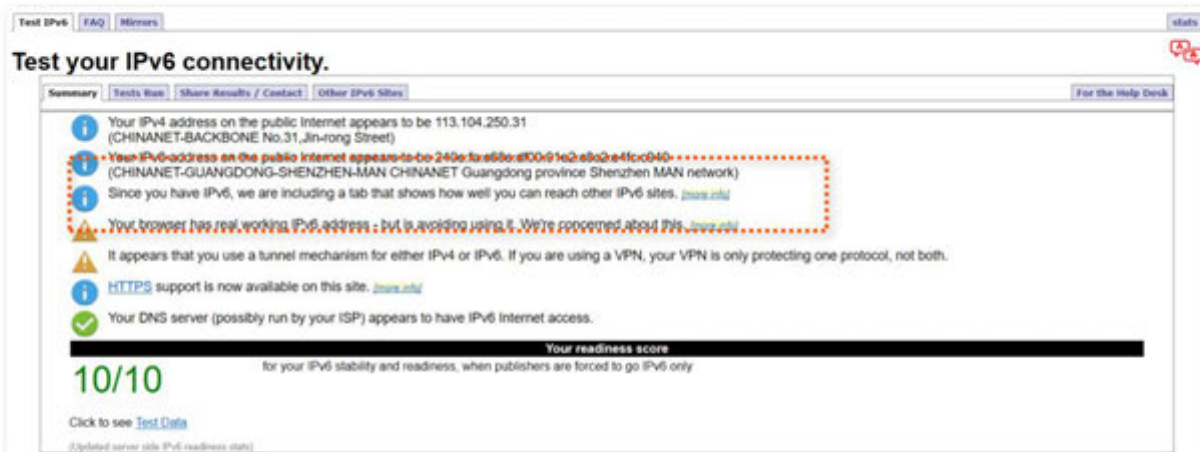 Test IPv6 FAQ Mirrors stats
Test your IPv6 connectivity.
Summary Tests Run Share Results / Contact Other IPv6 Sites For the Help Desk
Your IPv4 address on the public Internet appears to be 113.104.250.31
(CHINANET-BACKBONE No.31,Jin-rong Street)
Your IPv6 address on the public Internet appears to be
(CHINANET-GUANGDONG-SHENZHEN-MAN CHINANET Guangdong province Shenzhen MAN network)
Since you have IPv6, we are including a tab that shows how well you can reach other IPv6 sites. [more info]
Your browser has real working IPv6 address - but is avoiding using it. We're concerned about this. [more info]
It appears that you use a tunnel mechanism for either IPv4 or IPv6. If you are using a VPN, your VPN is only protecting one protocol, not both.
HTTPS support is now available on this site. [more info]
Your DNS server (possibly run by your ISP) appears to have IPv6 Internet access.
Your readiness score
10/10 for your IPv6 stability and readiness, when publishers are forced to go IPv6 only
Click to see Test Data
(Updated server side IPv6 readiness stats)